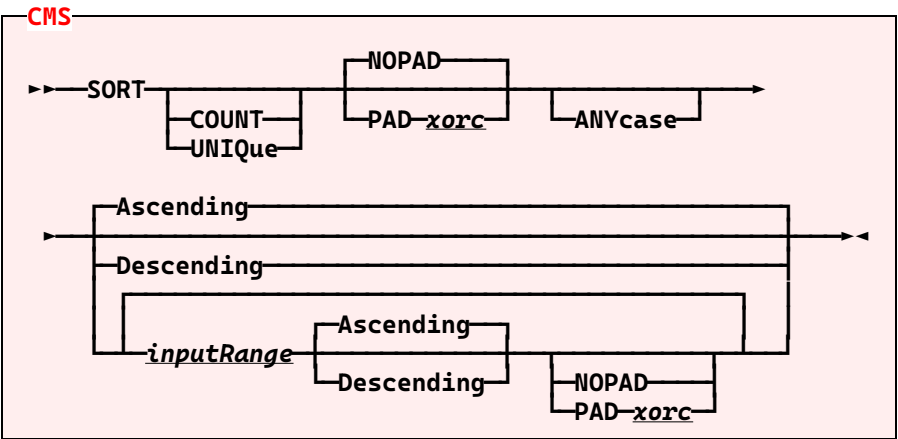 CMS
NOPAD
SORT
COUNT
PAD xorc
ANYcase
UNIQue
Ascending
Descending
Ascending
inputRange
Descending
NOPAD
PAD xorc